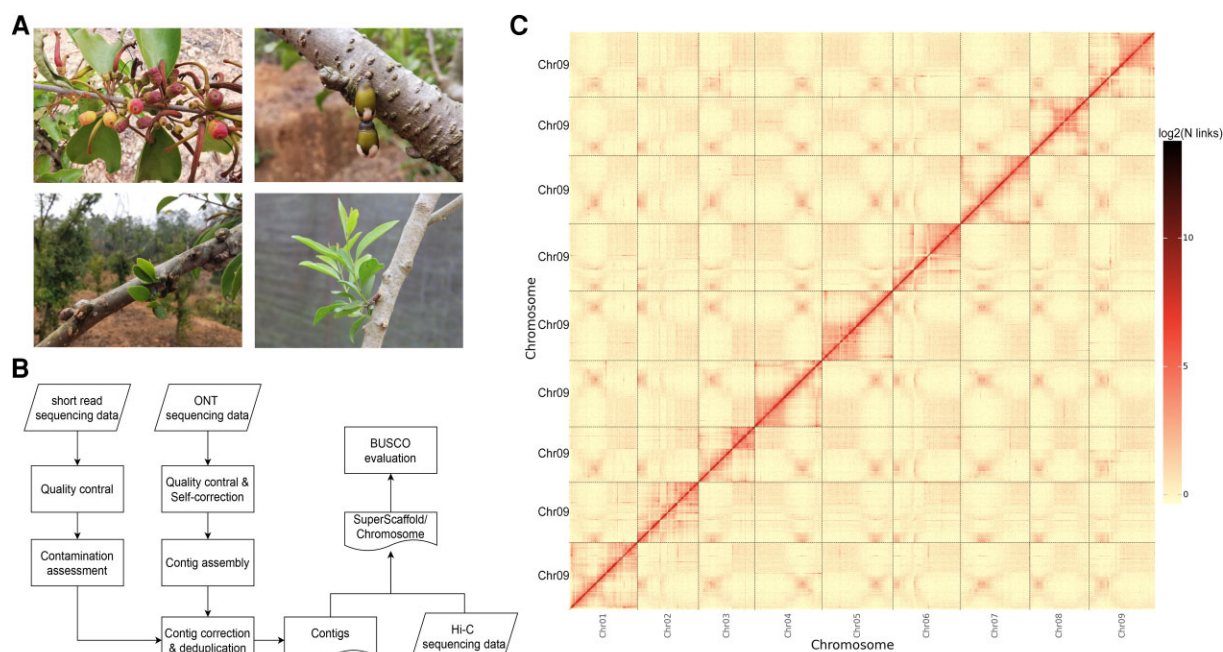 A
B
short read
sequencing data
ONT
sequencing data
Quality contral
Quality contral &
Self-correction
Contamination
assessment
Contig assembly
Contig correction
& deduplication
Contigs
Hi-C
sequencing data
SuperScaffold/
Chromosome
BUSCO
evaluation
C
Chromosome
Chr09
Chr09
Chr09
Chr09
Chr09
Chr09
Chr09
Chr09
Chr09
Chr01
Chr02
Chr03
Chr04
Chr05
Chr06
Chr07
Chr08
Chr09
Chromosome
log2(N links)
10
5
0